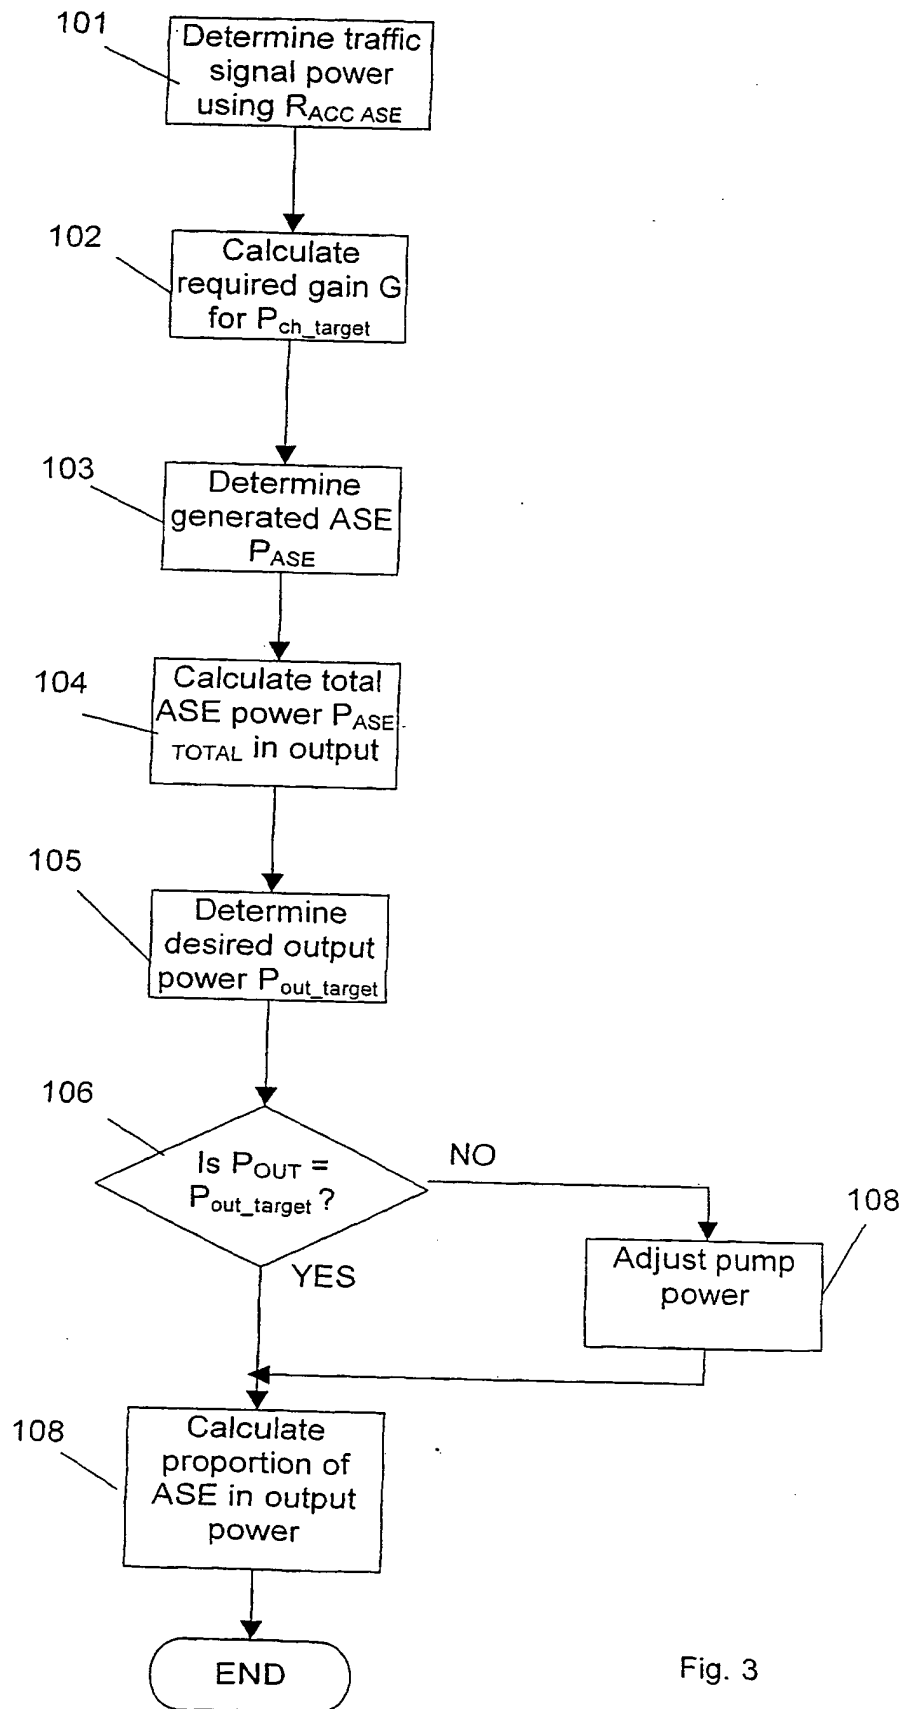 101
Determine traffic
signal power
using RACC ASE
102
Calculate
required gain G
for Pch_target
103
Determine
generated ASE
PASE
104
Calculate total
ASE power PASE
TOTAL in output
105
Determine
desired output
power Pout_target
106
Is POUT =
Pout_target ?
NO
YES
108
Adjust pump
power
108
Calculate
proportion of
ASE in output
power
END
Fig. 3